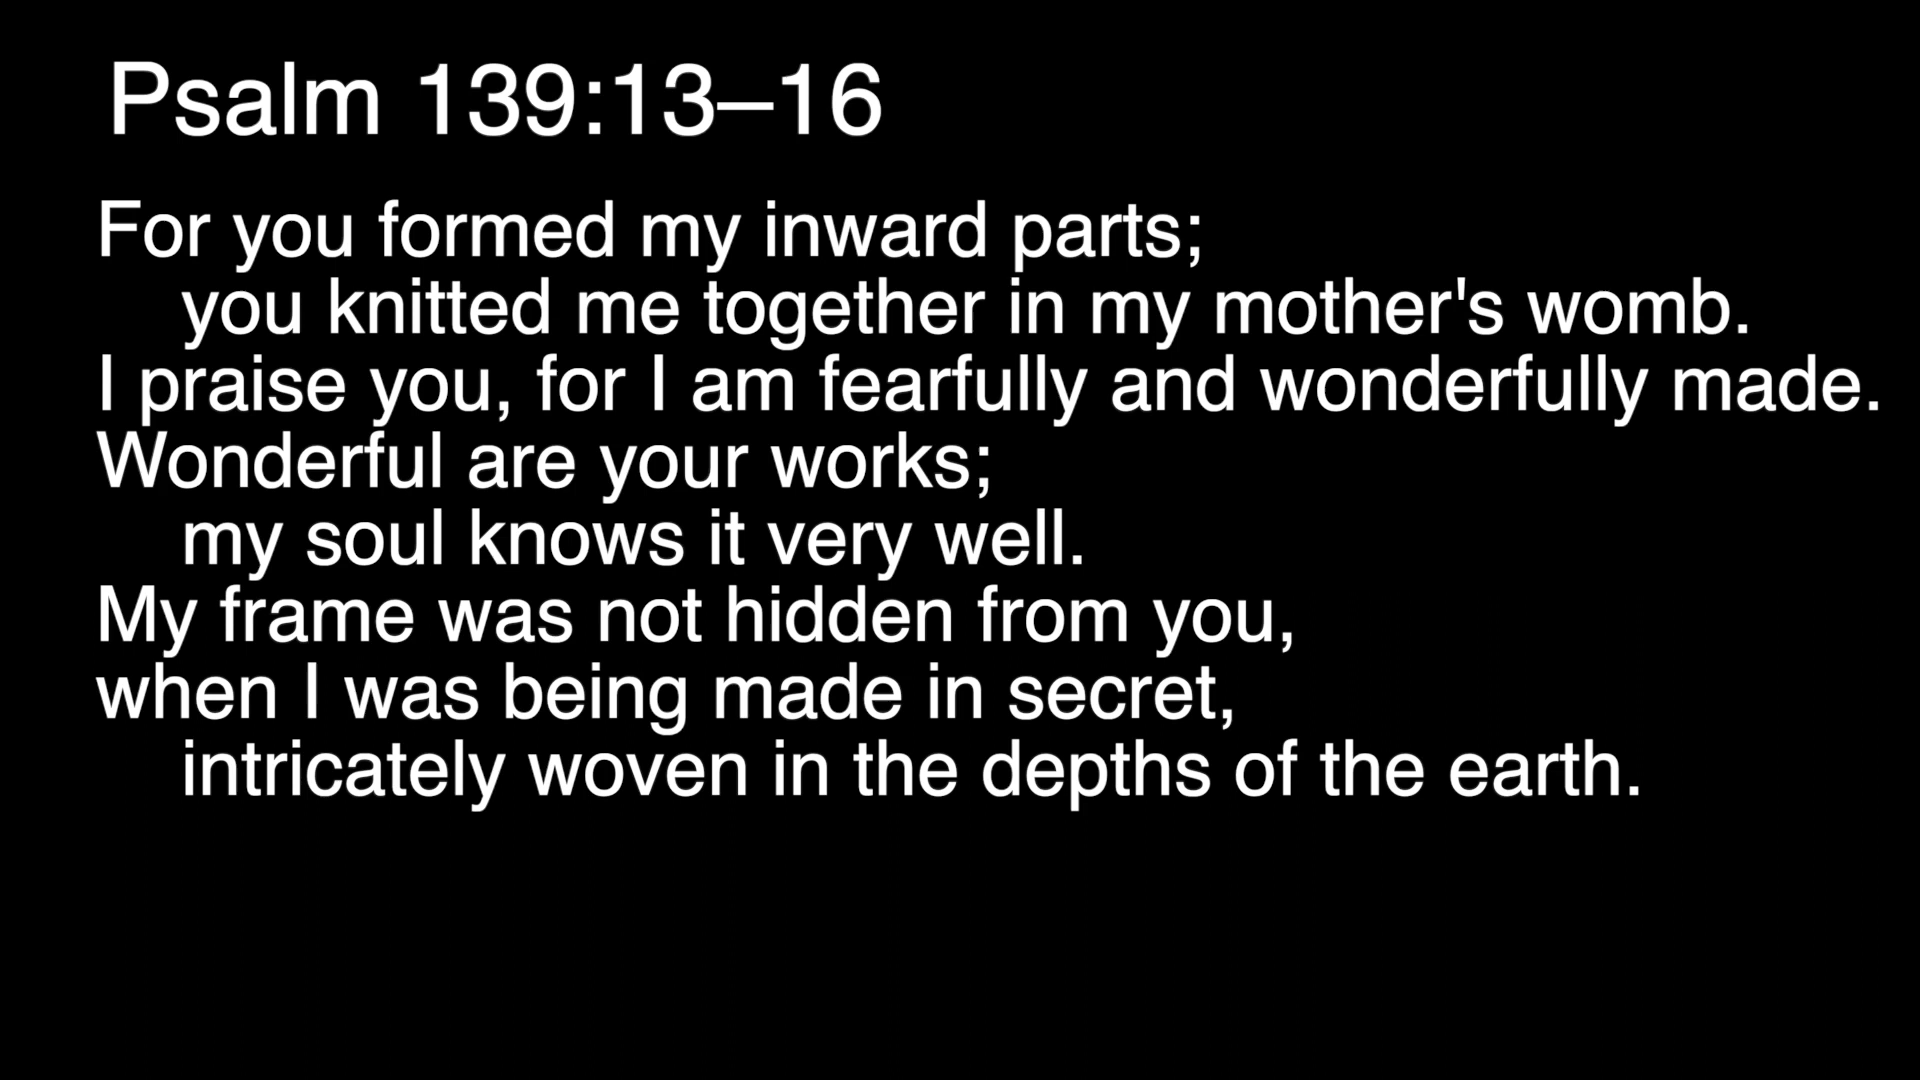 Psalm 139:13–16
For you formed my inward parts;
you knitted me together in my mother's womb.
I praise you, for I am fearfully and wonderfully made.
Wonderful are your works;
my soul knows it very well.
My frame was not hidden from you,
when I was being made in secret,
intricately woven in the depths of the earth.